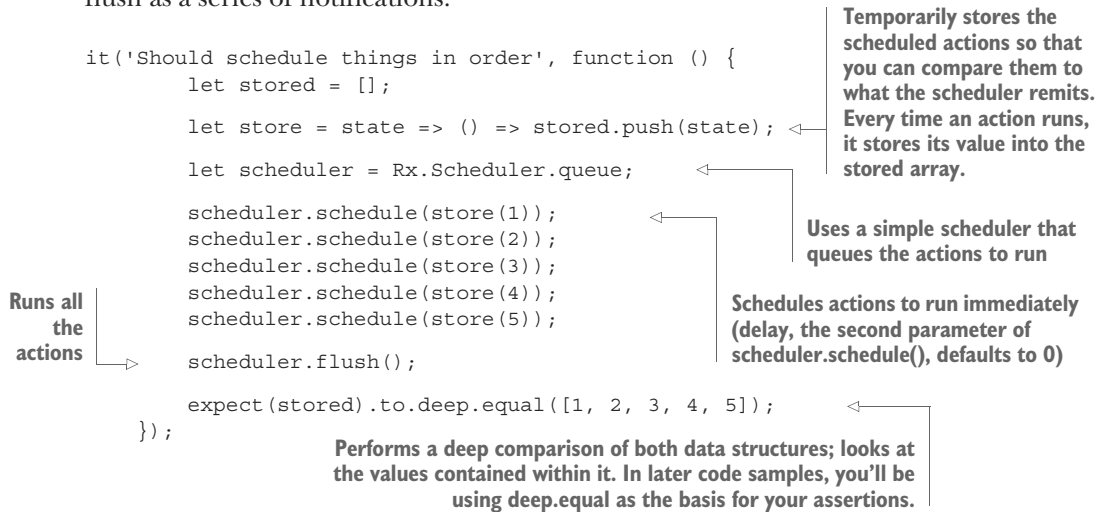 flush as a series of notifications.
it('Should schedule things in order', function () {
let stored = [];
let store = state => () => stored.push(state);
Temporarily stores the
scheduled actions so that
you can compare them to
what the scheduler remits.
Every time an action runs,
it stores its value into the
stored array.
let scheduler = Rx.Scheduler.queue;
Uses a simple scheduler that
queues the actions to run
scheduler.schedule(store(1));
scheduler.schedule(store(2));
scheduler.schedule(store(3));
scheduler.schedule(store(4));
scheduler.schedule(store(5));
Schedules actions to run immediately
(delay, the second parameter of
scheduler.schedule(), defaults to 0)
Runs all
the
actions
scheduler.flush();
expect(stored).to.deep.equal([1, 2, 3, 4, 5]);
});
Performs a deep comparison of both data structures; looks at
the values contained within it. In later code samples, you'll be
using deep.equal as the basis for your assertions.